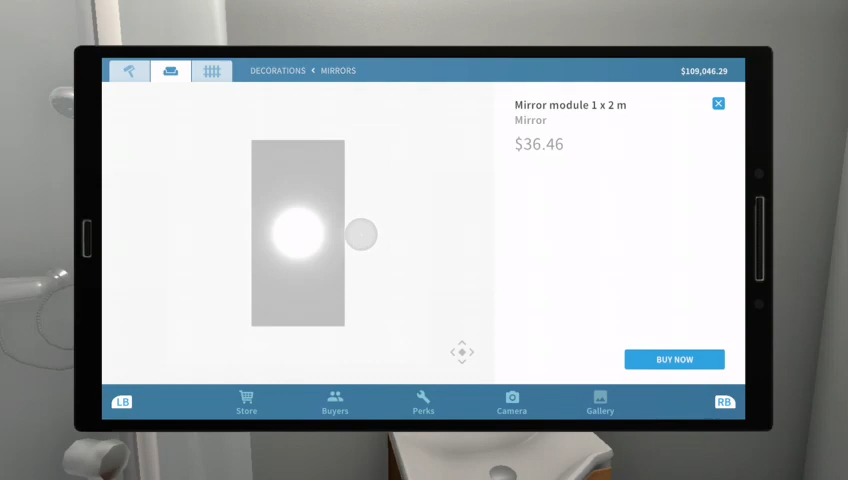 DECORATIONS < MIRRORS
$109,046.29
Mirror module 1 x 2 m
Mirror
$36.46
BUY NOW
LB
Store
Buyers
Perks
Camera
Gallery
RB